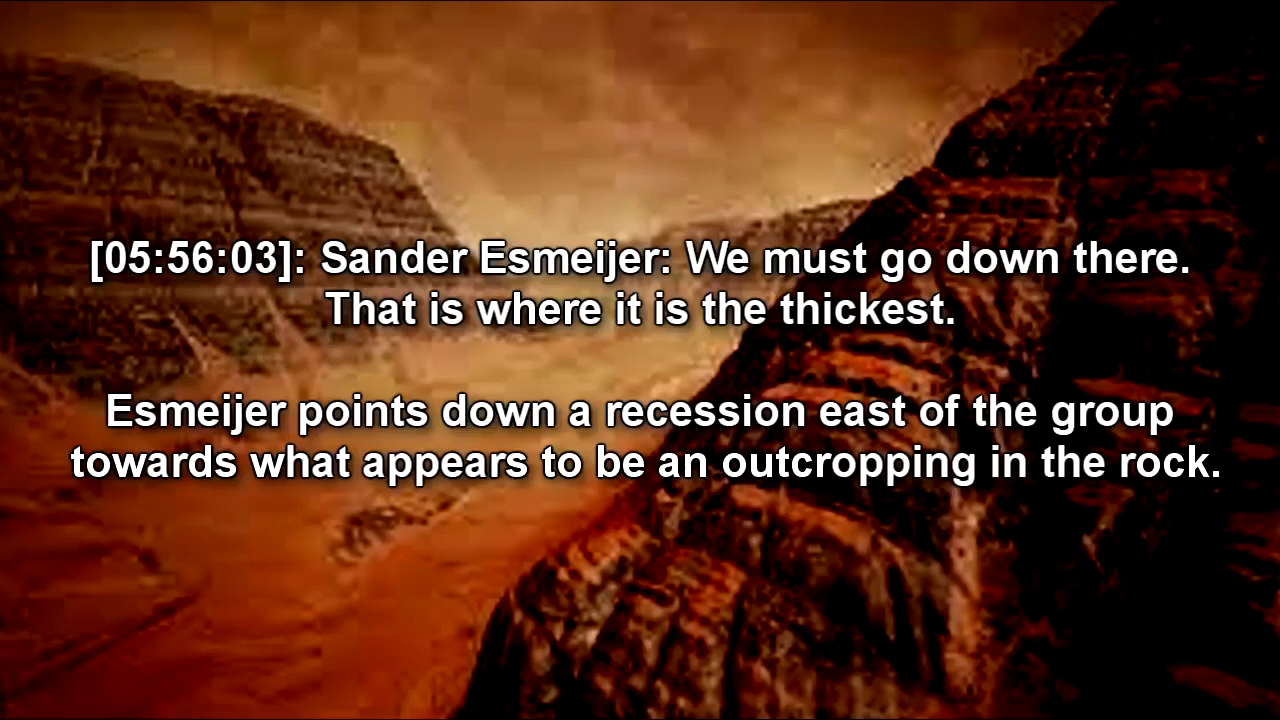 [05:56:03]: Sander Esmeijer: We must go down there.
That is where it is the thickest.
Esmeijer points down a recession east of the group
towards what appears to be an outcropping in the rock.